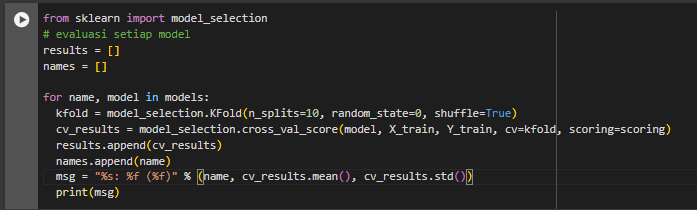 from sklearn import model_selection
# evaluasi setiap model
results = []
names = []
for name, model in models:
kfold = model_selection.KFold(n_splits=10, random_state=0, shuffle=True)
cv_results = model_selection.cross_val_score(model, X_train, Y_train, cv=kfold, scoring=scoring)
results.append(cv_results)
names.append(name)
msg = "%s: %f (%f)" % (name, cv_results.mean(), cv_results.std())
print(msg)